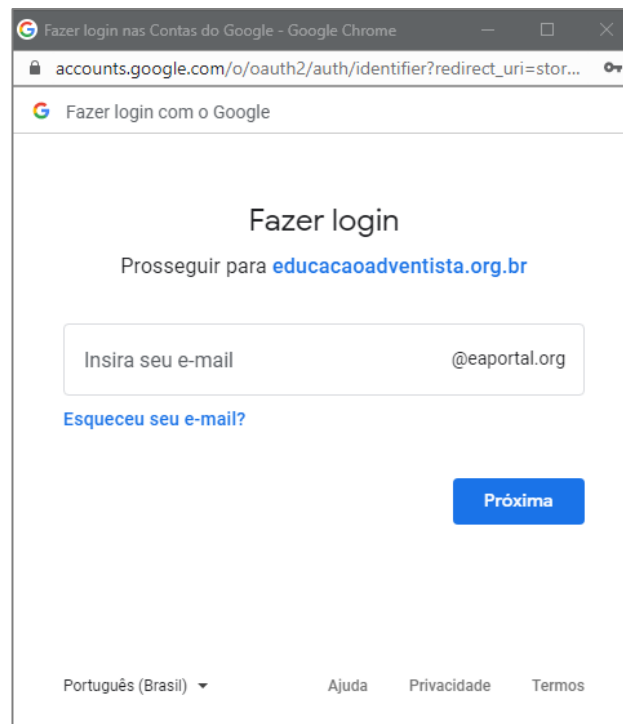 Fazer login nas Contas do Google - Google Chrome
accounts.google.com/o/oauth2/auth/identifier?redirect_uri=stor...
Fazer login com o Google
Fazer login
Prosseguir para educacaoadventista.org.br
Insira seu e-mail @eaportal.org
Esqueceu seu e-mail?
Próxima
Português (Brasil) Ajuda Privacidade Termos